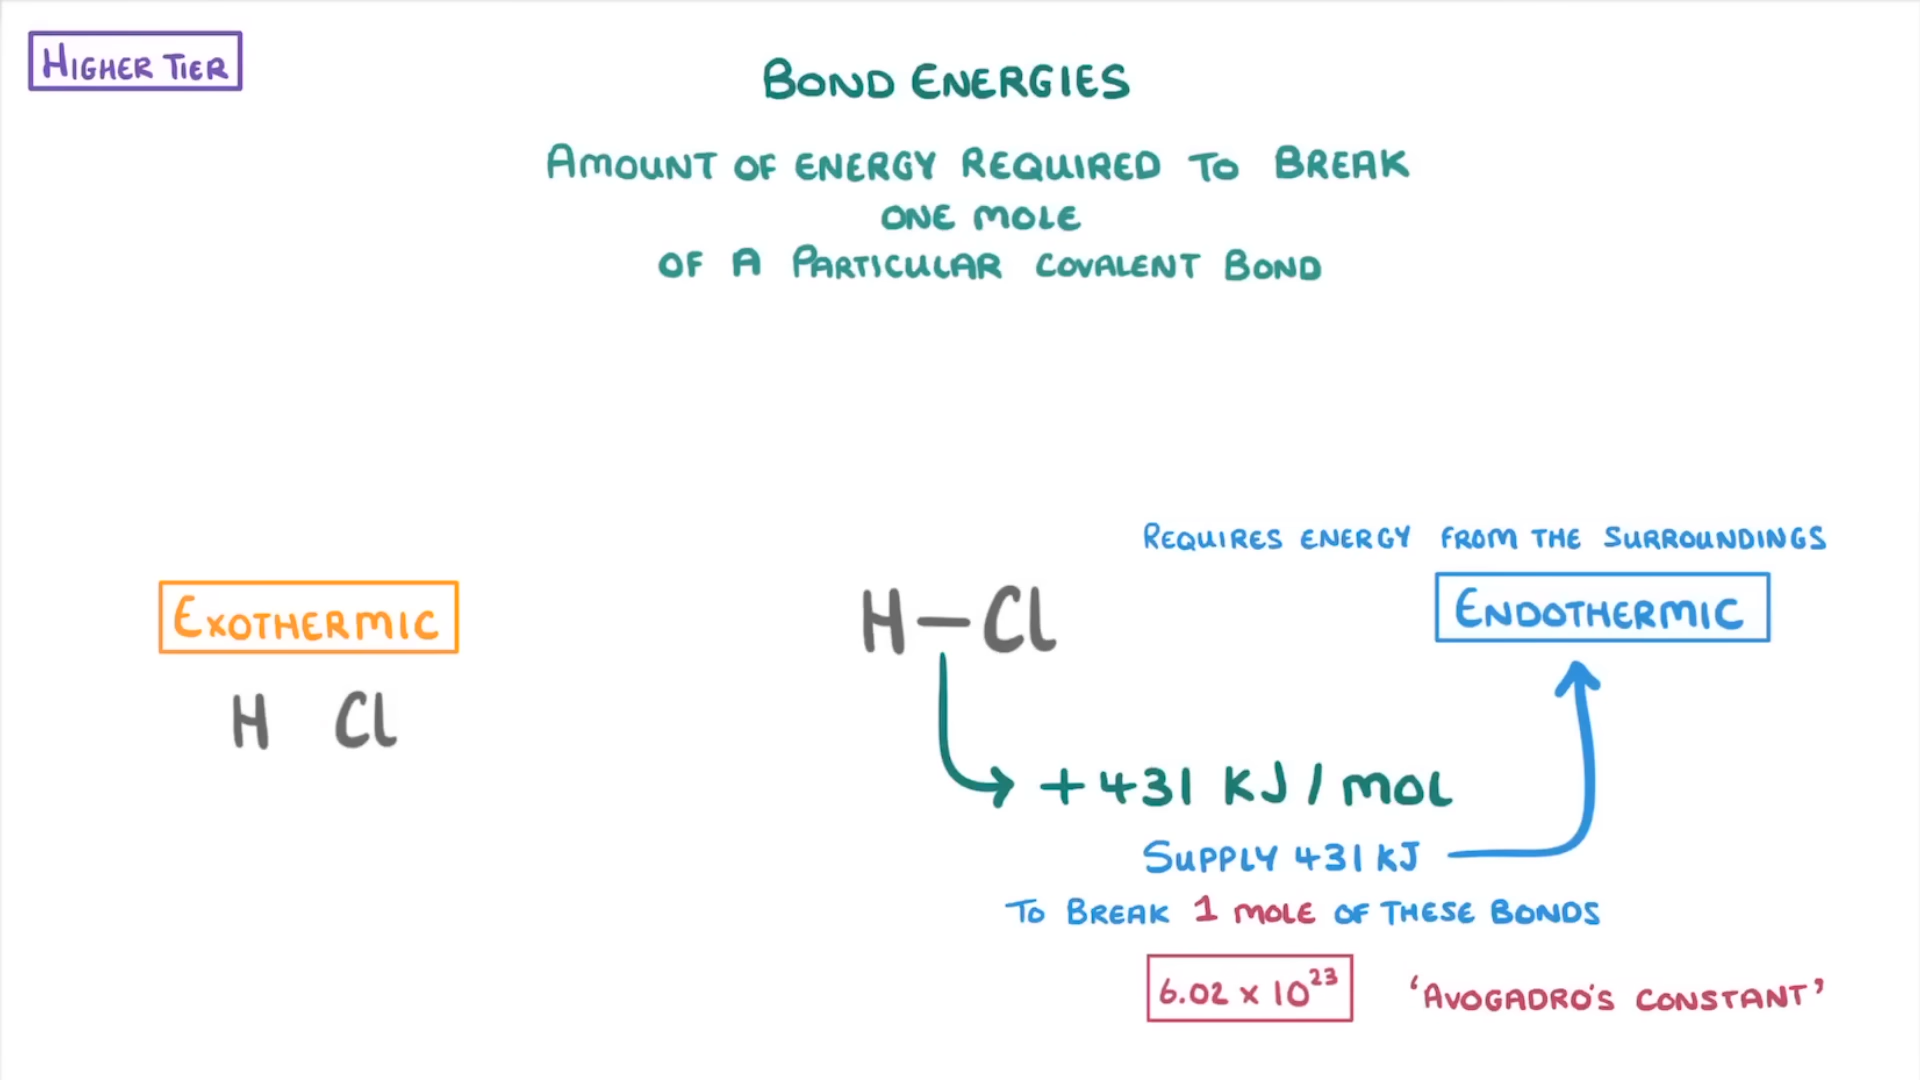 HIGHER TIER
BOND ENERGIES
AMOUNT OF ENERGY REQUIRED TO BREAK
ONE MOLE
OF A PARTICULAR COVALENT BOND
REQUIRES ENERGY FROM THE SURROUNDINGS
EXOTHERMIC
H—Cl
ENDOTHERMIC
H Cl
+431 KJ/MOL
SUPPLY 431 KJ
TO BREAK 1 MOLE OF THESE BONDS
6.02 x 10²³
'AVOGADRO'S CONSTANT'